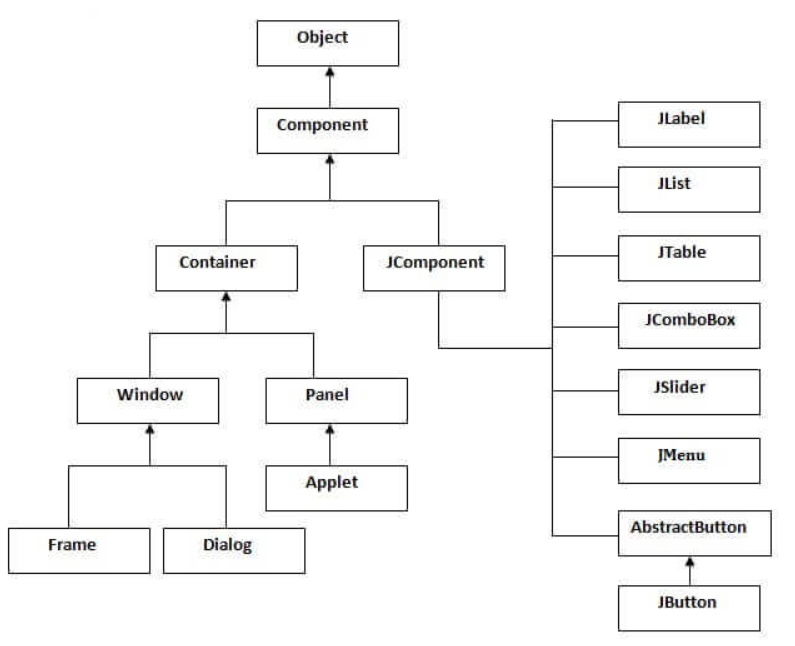 Object
Component
Container
JComponent
Window
Panel
Applet
Frame
Dialog
JLabel
JList
JTable
JComboBox
JSlider
JMenu
AbstractButton
JButton